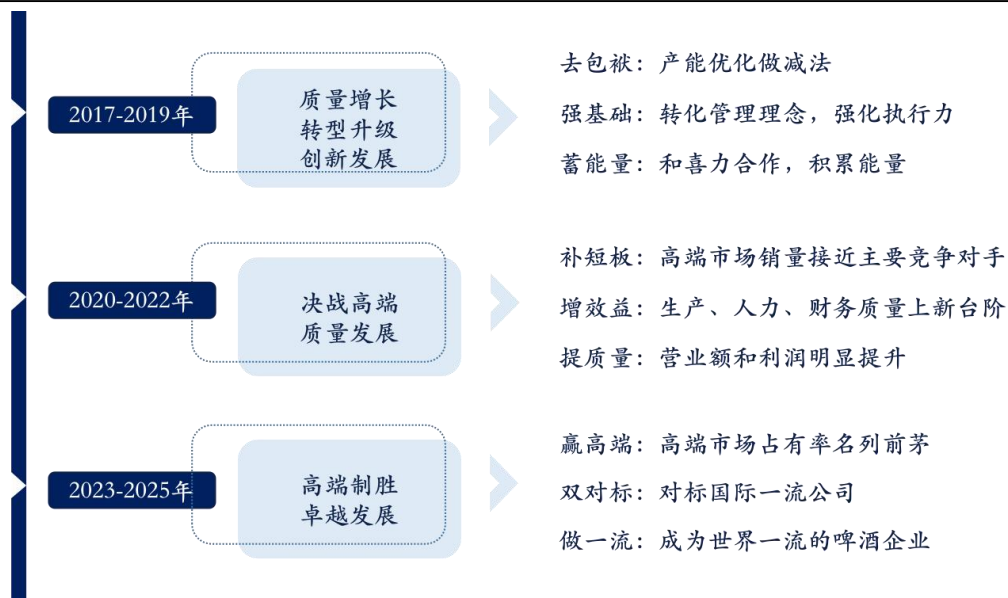 2017-2019年
质量增长
转型升级
创新发展
去包袱：产能优化做减法
强基础：转化管理理念，强化执行力
蓄能量：和喜力合作，积累能量
2020-2022年
决战高端
质量发展
补短板：高端市场销量接近主要竞争对手
增效益：生产、人力、财务质量上新台阶
提质量：营业额和利润明显提升
2023-2025年
高端制胜
卓越发展
赢高端：高端市场占有率名列前茅
双对标：对标国际一流公司
做一流：成为世界一流的啤酒企业